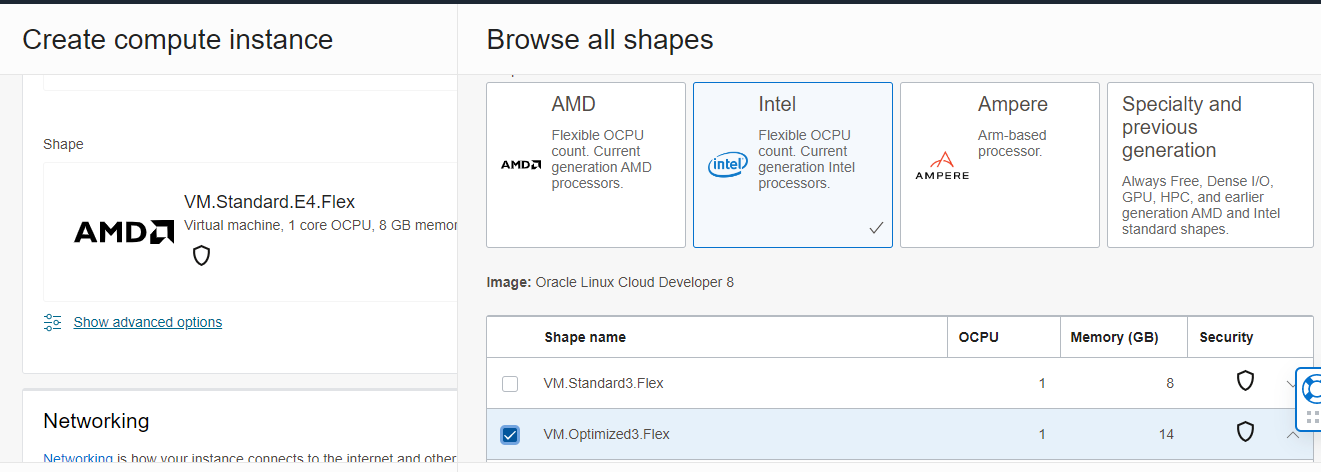 Create compute instance
Shape
AMD
VM.Standard.E4.Flex
Virtual machine, 1 core OCPU, 8 GB
Show advanced options
Networking
Networking is how your instance connects to the internet and other
Browse all shapes
AMD
AMD
Flexible OCPU
count. Current
generation AMD
processors.
Intel
intel
Flexible OCPU
count. Current
generation Intel
processors.
Ampere
AMPERE
Arm-based
processor.
Specialty and
previous
generation
Always Free, Dense I/O,
GPU, HPC, and earlier
generation AMD and Intel
standard shapes.
Image: Oracle Linux Cloud Developer 8
Shape name OCPU Memory (GB) Security
VM.Standard3.Flex 1 8
VM.Optimized3.Flex 1 14